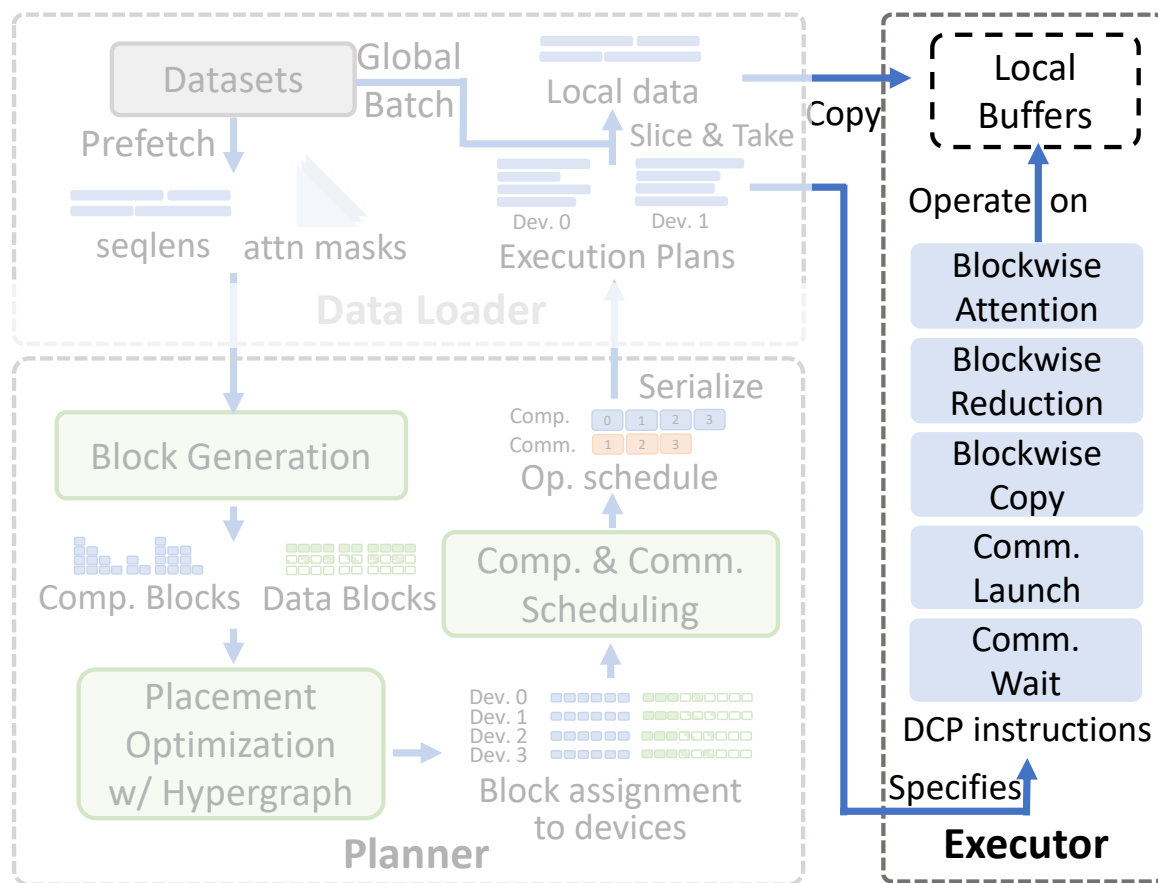 Datasets
Global
Batch
Prefetch
seqlens
attn masks
Local data
Slice & Take
Dev. 0
Dev. 1
Execution Plans
Data Loader
Block Generation
Comp. Blocks
Data Blocks
Placement
Optimization
w/ Hypergraph
Dev. 0
Dev. 1
Dev. 2
Dev. 3
Block assignment
to devices
Comp. & Comm.
Scheduling
Serialize
Comp. 0 1 2 3
Comm. 1 2 3
Op. schedule
Planner
Copy
Local
Buffers
Operate on
Blockwise
Attention
Blockwise
Reduction
Blockwise
Copy
Comm.
Launch
Comm.
Wait
DCP instructions
Specifies
Executor